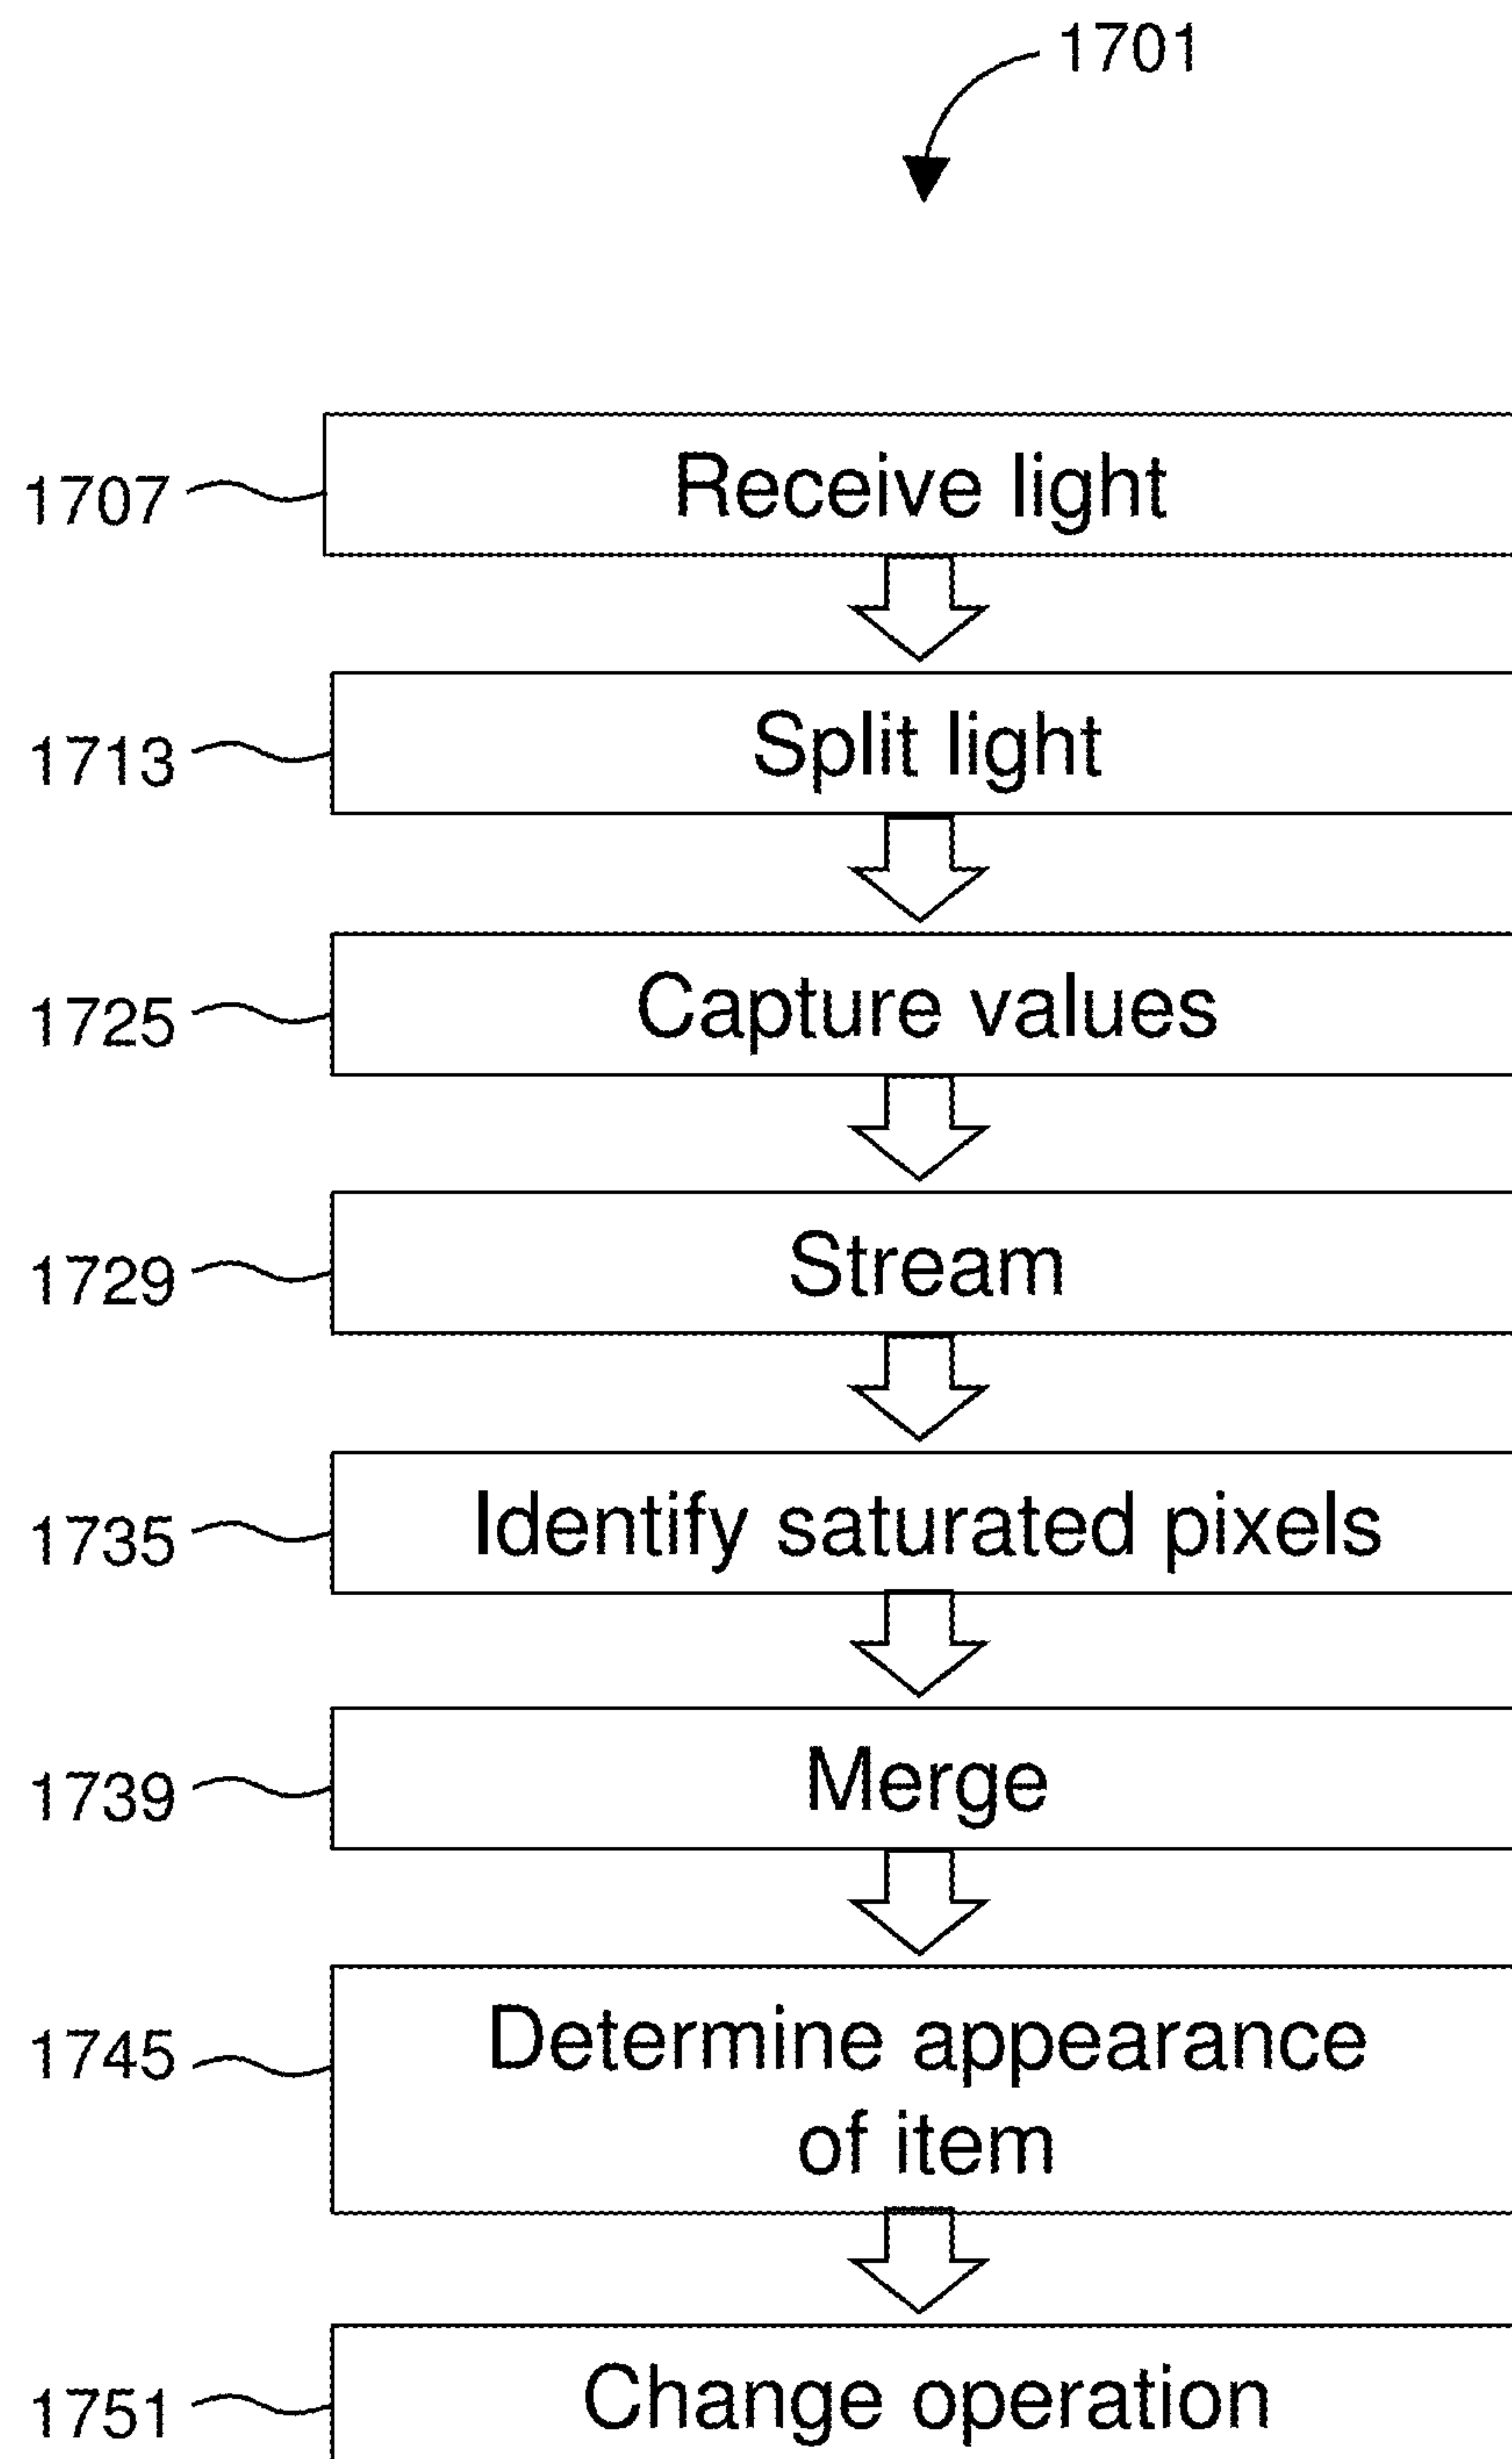 1701
1707
Receive light
1713
Split light
1725
Capture values
1729
Stream
1735
Identify saturated pixels
1739
Merge
1745
Determine appearance
of item
1751
Change operation